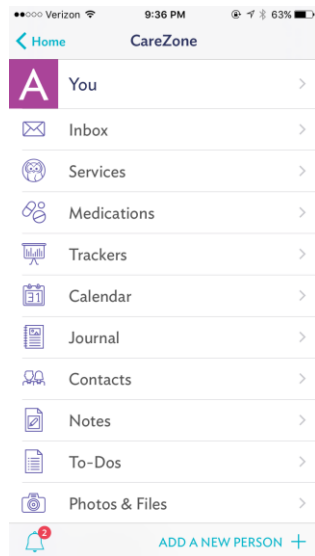 Verizon 9:36 PM 63%
Home CareZone
A You
Inbox
Services
Medications
Trackers
31 Calendar
Journal
Contacts
Notes
To-Dos
Photos & Files
2 ADD A NEW PERSON +